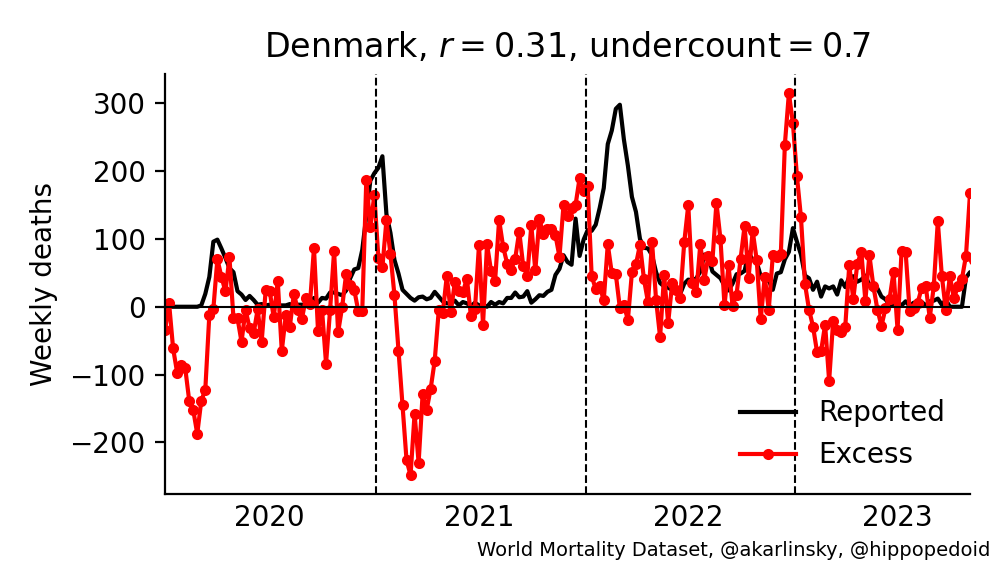 Denmark, r = 0.31, undercount = 0.7
Weekly deaths
300
200
100
0
−100
−200
Reported
Excess
2020 2021 2022 2023
World Mortality Dataset, @akarlinsky, @hippopedoid